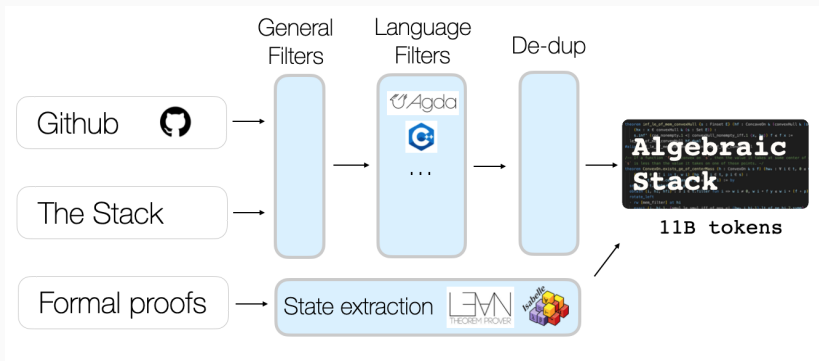 General
Filters
Language
Filters
De-dup
Github
Agda
C
...
The Stack
Algebraic
Stack
11B tokens
Formal proofs
State extraction
LEAN
THEOREM PROVER
Isabelle